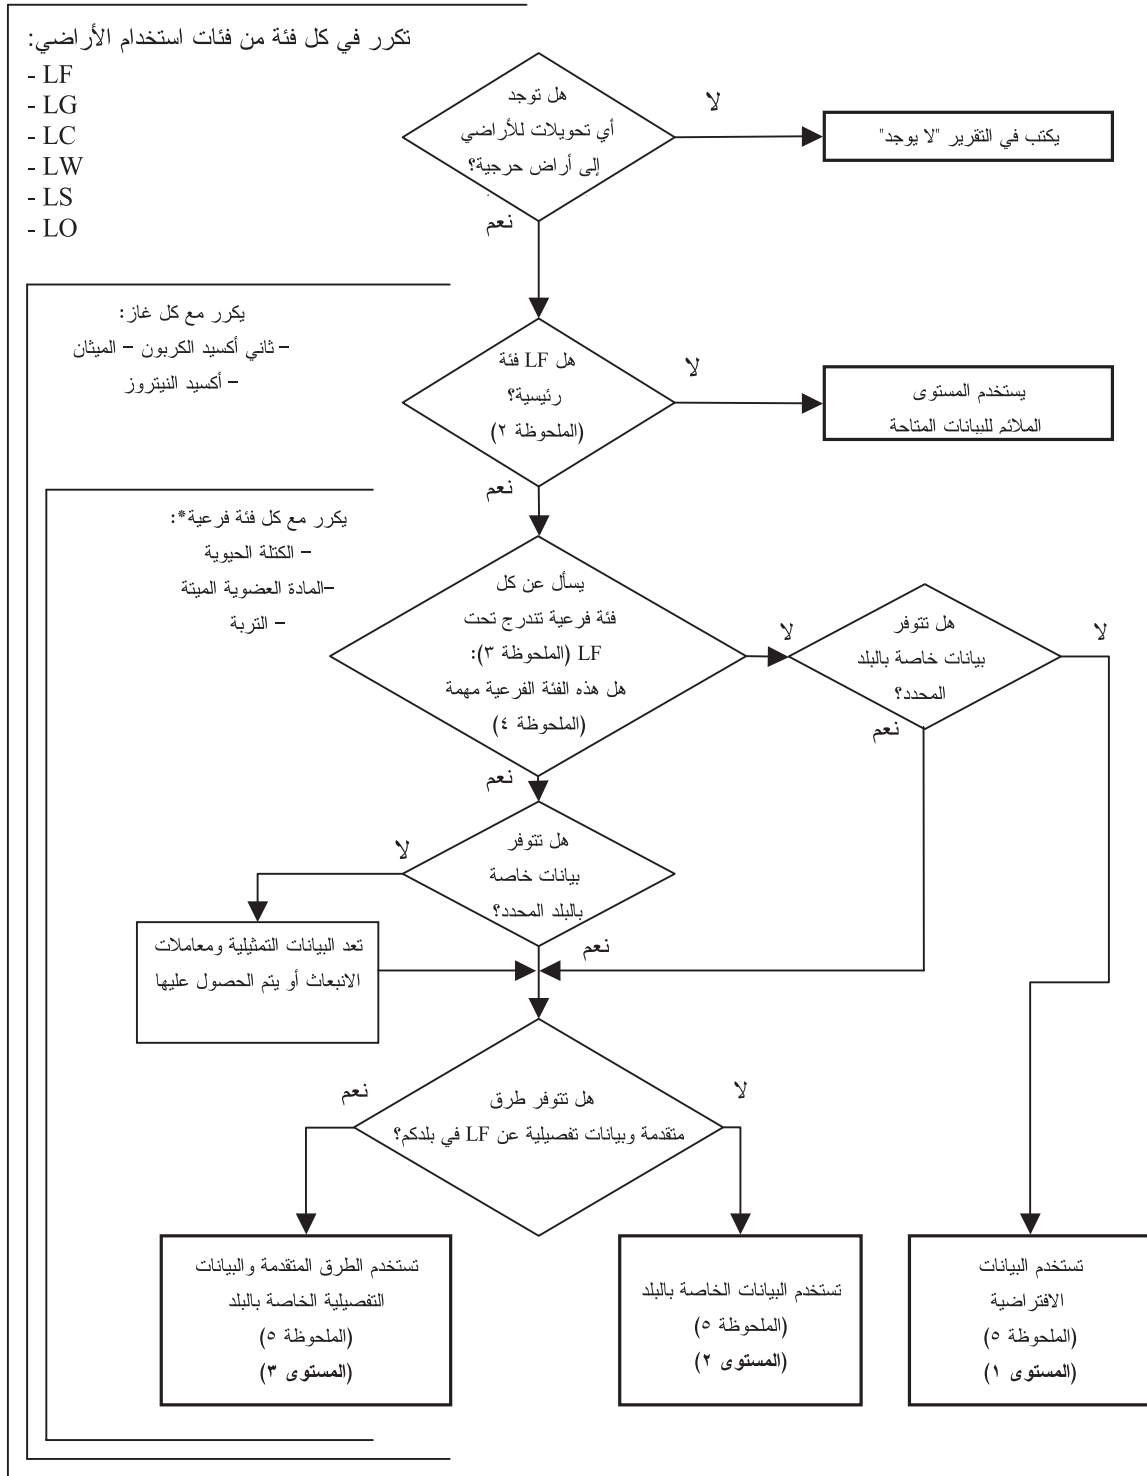 تكرر في كل فئة من فئات استخدام الأراضي:
- LF
- LG
- LC
- LW
- LS
- LO
هل توجد
أي تحويلات للأراضي
إلى أراض حرجية؟
لا
يكتب في التقرير "لا يوجد"
نعم
يكرر مع كل غاز:
– ثاني أكسيد الكربون – الميثان
– أكسيد النيتروز
هل LF فئة
رئيسية؟
(الملحوظة ٢)
لا
يستخدم المستوى
الملائم للبيانات المتاحة
نعم
يكرر مع كل فئة فرعية*:
– الكتلة الحيوية
–المادة العضوية الميتة
– التربة
يسأل عن كل
فئة فرعية تندرج تحت
LF (الملحوظة ٣):
هل هذه الفئة الفرعية مهمة
(الملحوظة ٤)
لا
هل تتوفر
بيانات خاصة بالبلد
المحدد؟
لا
نعم
نعم
هل تتوفر
بيانات خاصة
بالبلد المحدد؟
لا
نعم
تعد البيانات التمثيلية ومعاملات
الانبعاث أو يتم الحصول عليها
هل تتوفر طرق
متقدمة وبيانات تفصيلية عن LF في بلدكم؟
نعم
لا
تستخدم الطرق المتقدمة والبيانات
التفصيلية الخاصة بالبلد
(الملحوظة ٥)
(المستوى ٣)
تستخدم البيانات الخاصة بالبلد
(الملحوظة ٥)
(المستوى ٢)
تستخدم البيانات
الافتراضية
(الملحوظة ٥)
(المستوى ١)